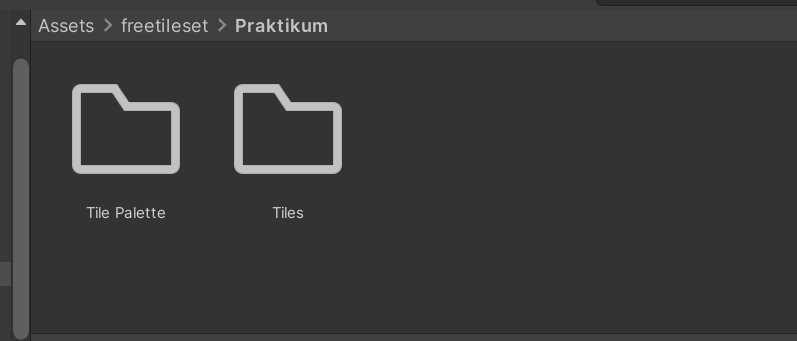 Assets > freetileset > Praktikum
Tile Palette
Tiles